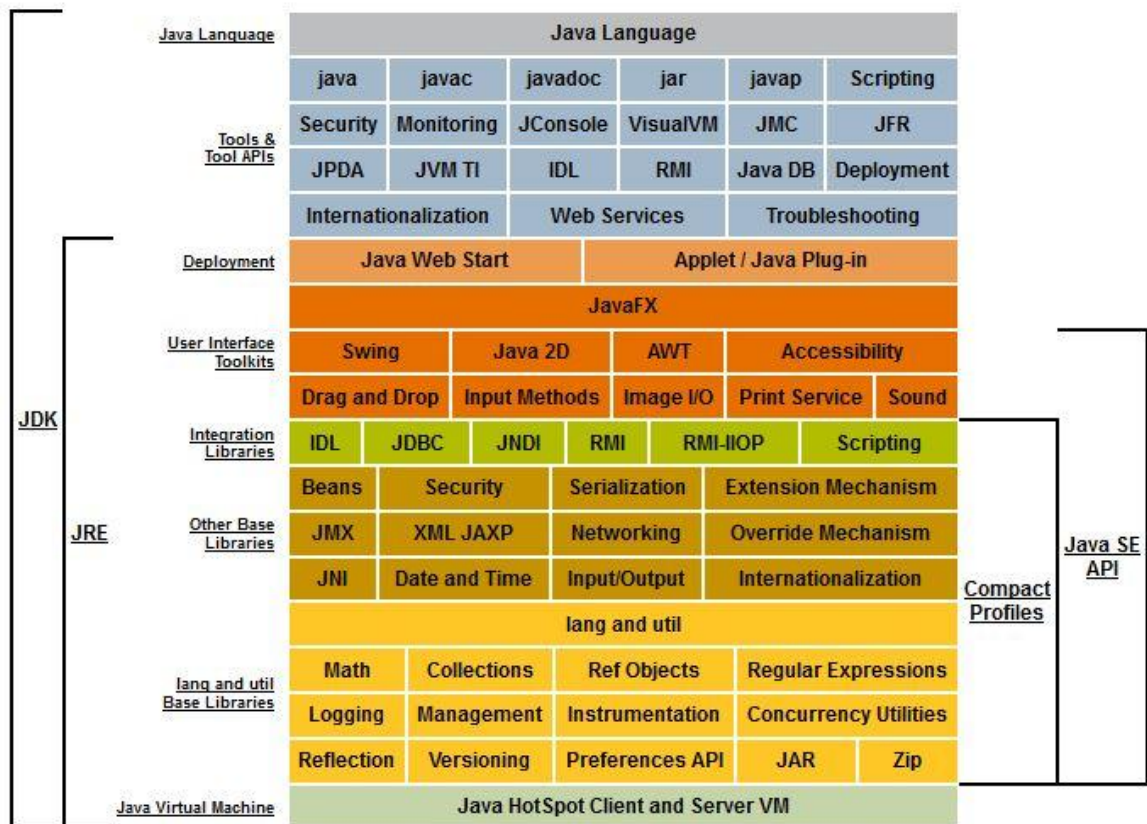 Java Language Java Language
java javac javadoc jar javap Scripting
Security Monitoring JConsole VisualVM JMC JFR
Tools &
Tool APIs
JPDA JVM TI IDL RMI Java DB Deployment
Internationalization Web Services Troubleshooting
Deployment Java Web Start Applet / Java Plug-in
JavaFX
User Interface
Toolkits
Swing Java 2D AWT Accessibility
Drag and Drop Input Methods Image I/O Print Service Sound
JDK
Integration
Libraries
IDL JDBC JNDI RMI RMI-IIOP Scripting
Beans Security Serialization Extension Mechanism
JRE
Other Base
Libraries
JMX XML JAXP Networking Override Mechanism
Java SE
API
JNI Date and Time Input/Output Internationalization
Compact
Profiles
lang and util
Math Collections Ref Objects Regular Expressions
lang and util
Base Libraries
Logging Management Instrumentation Concurrency Utilities
Reflection Versioning Preferences API JAR Zip
Java Virtual Machine Java HotSpot Client and Server VM